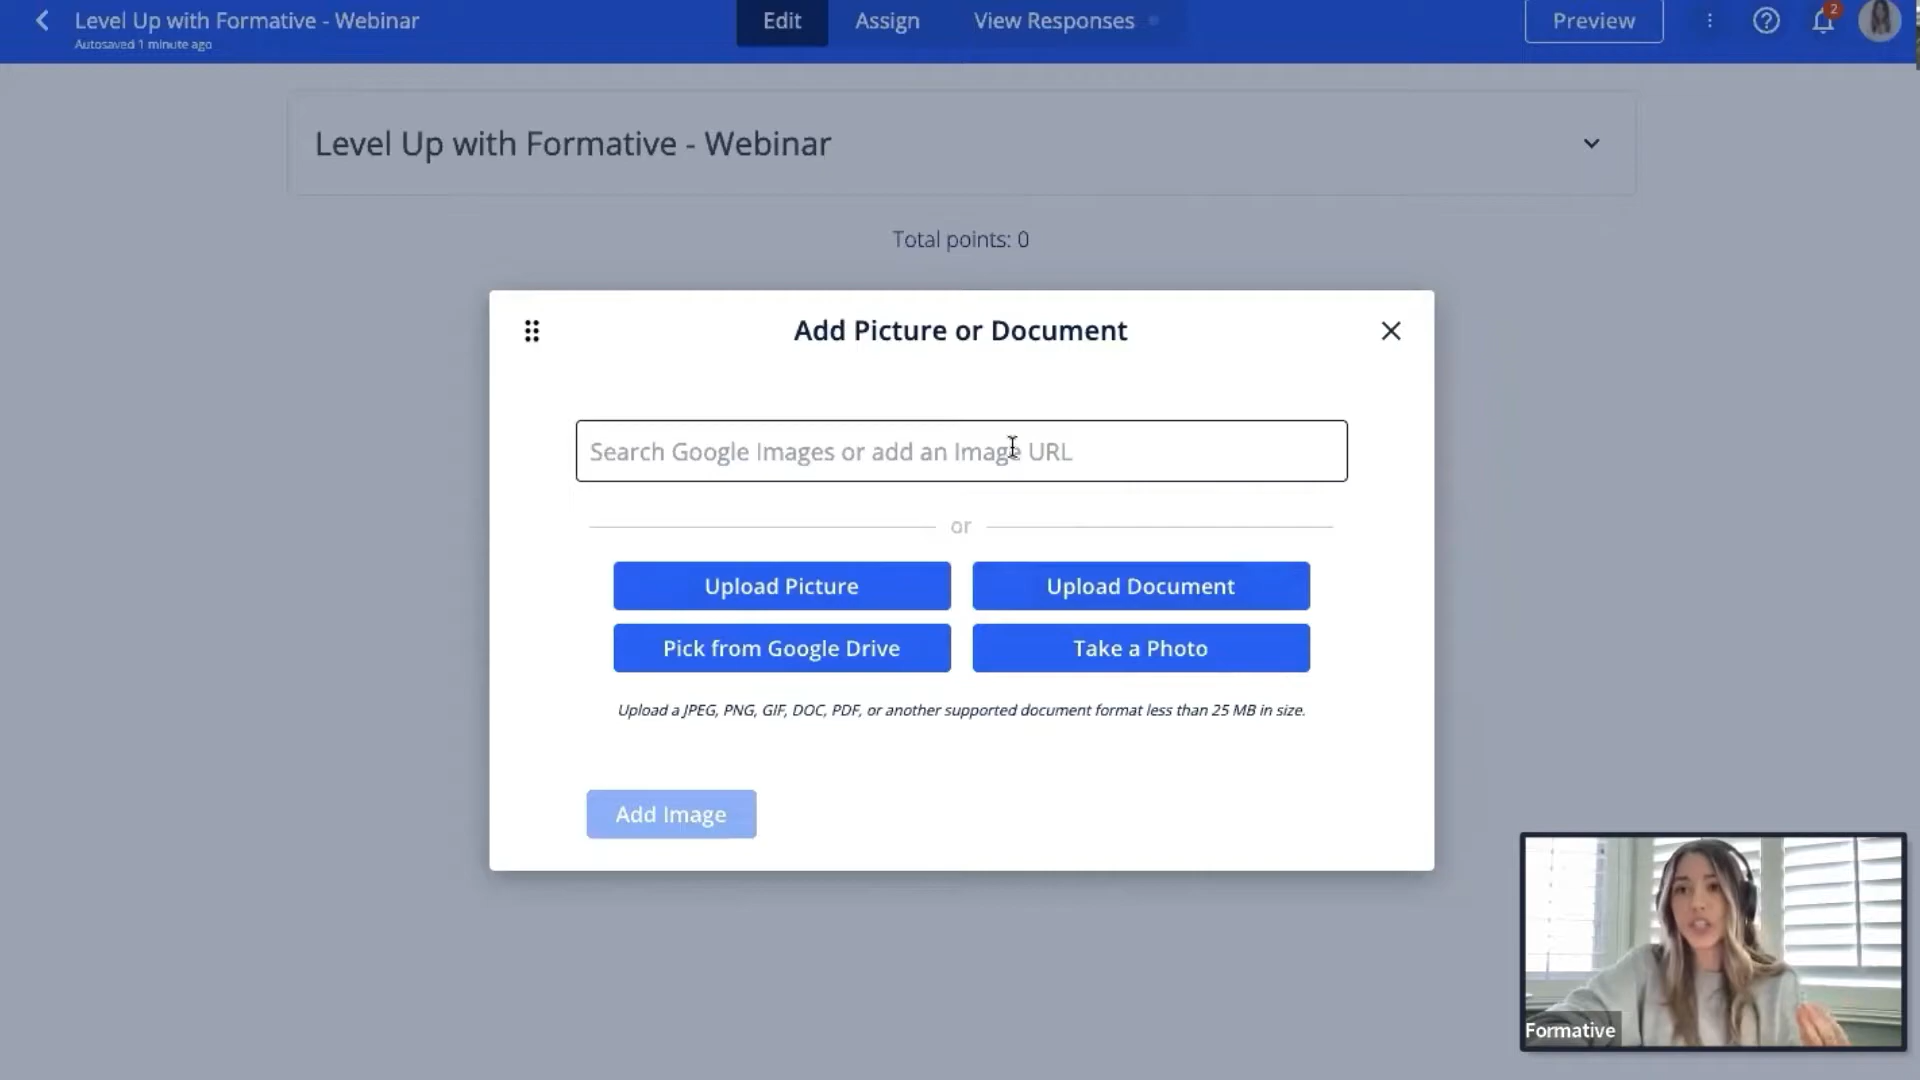 Level Up with Formative - Webinar
Autosaved 1 minute ago
Edit
Assign
View Responses
Preview
2
Level Up with Formative - Webinar
Total points: 0
Add Picture or Document
Search Google Images or add an Image URL
or
Upload Picture
Upload Document
Pick from Google Drive
Take a Photo
Upload a JPEG, PNG, GIF, DOC, PDF, or another supported document format less than 25 MB in size.
Add Image
Formative